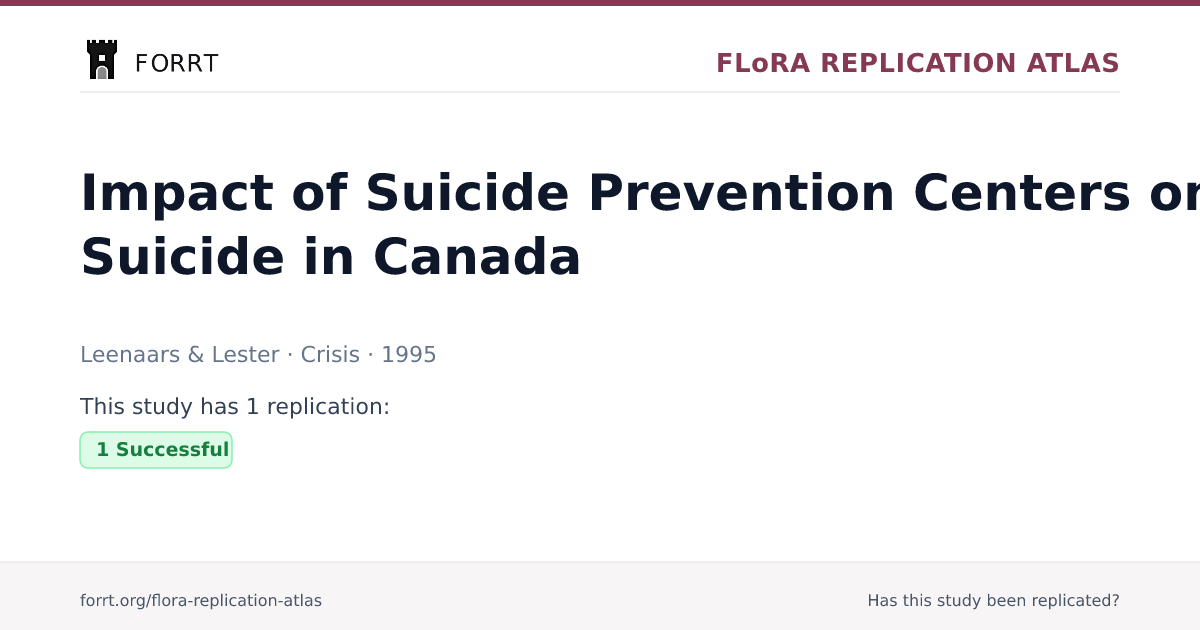 FORRT
FLoRA REPLICATION ATLAS
Impact of Suicide Prevention Centers
Suicide in Canada
Leenaars & Lester · Crisis · 1995
This study has 1 replication:
1 Successful
forrt.org/flora-replication-atlas
Has this study been replicated?